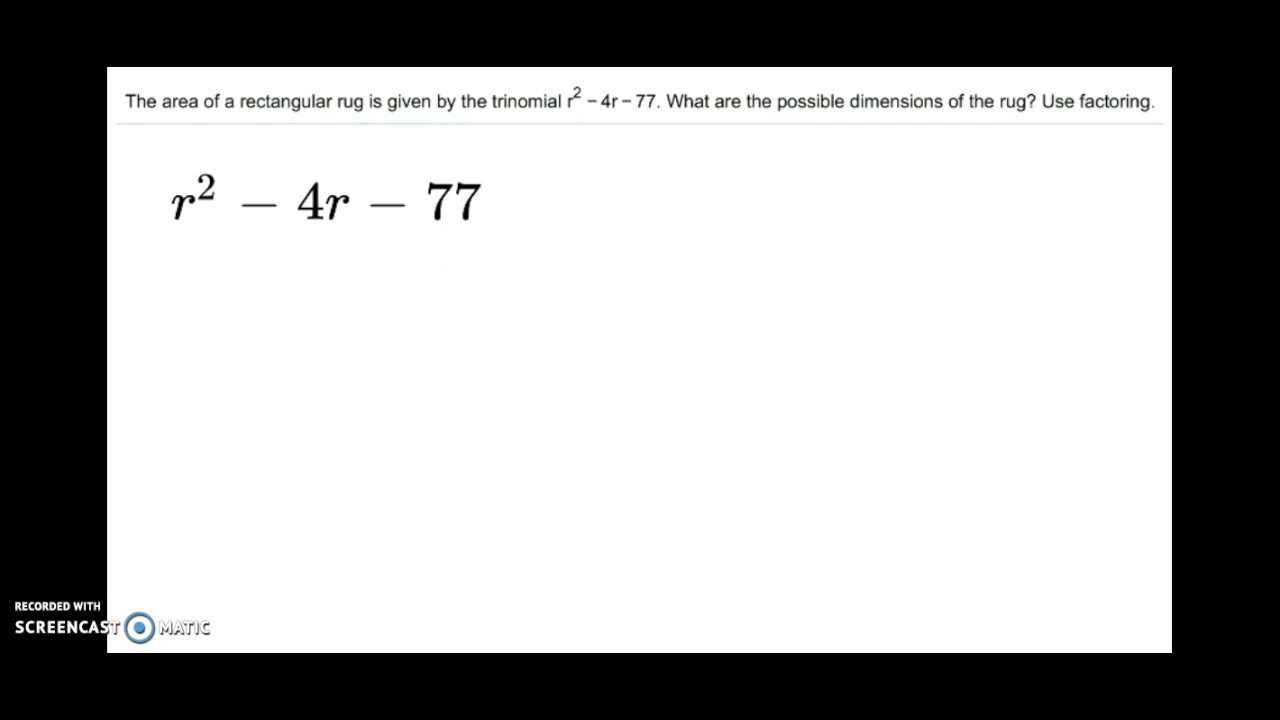 The area of a rectangular rug is given by the trinomial r² − 4r − 77. What are the possible dimensions of the rug? Use factoring.
r² − 4r − 77
RECORDED WITH
SCREENCAST MATIC